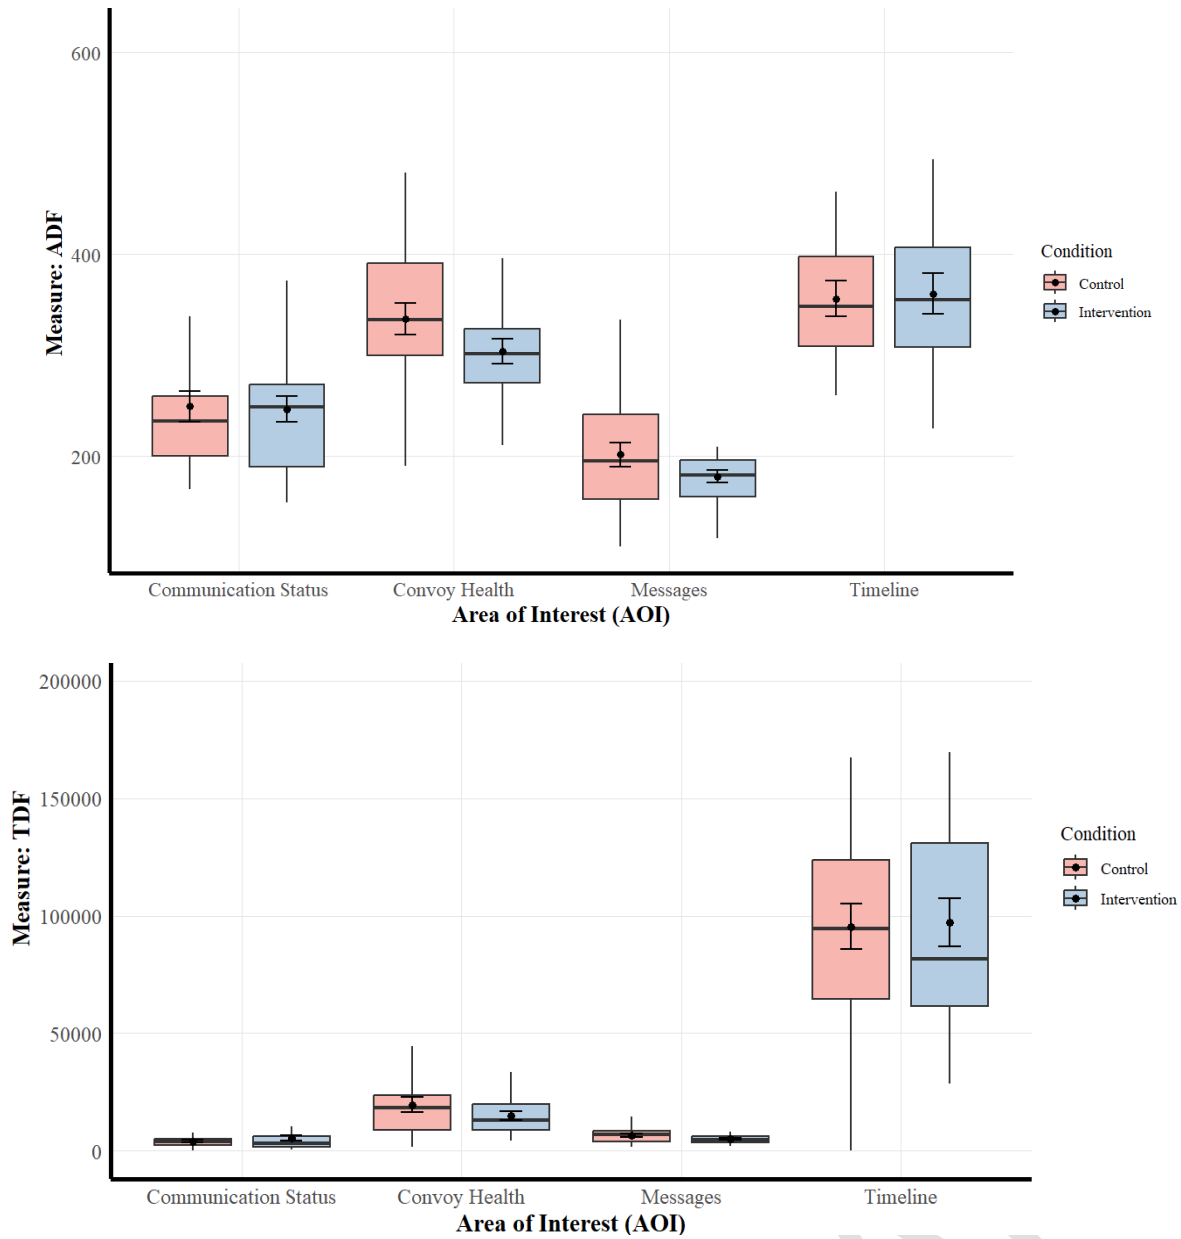 600
400
200
Measure: ADF
Communication Status Convoy Health Messages Timeline
Area of Interest (AOI)
Condition
Control
Intervention
200000
150000
100000
50000
0
Measure: TDF
Communication Status Convoy Health Messages Timeline
Area of Interest (AOI)
Condition
Control
Intervention